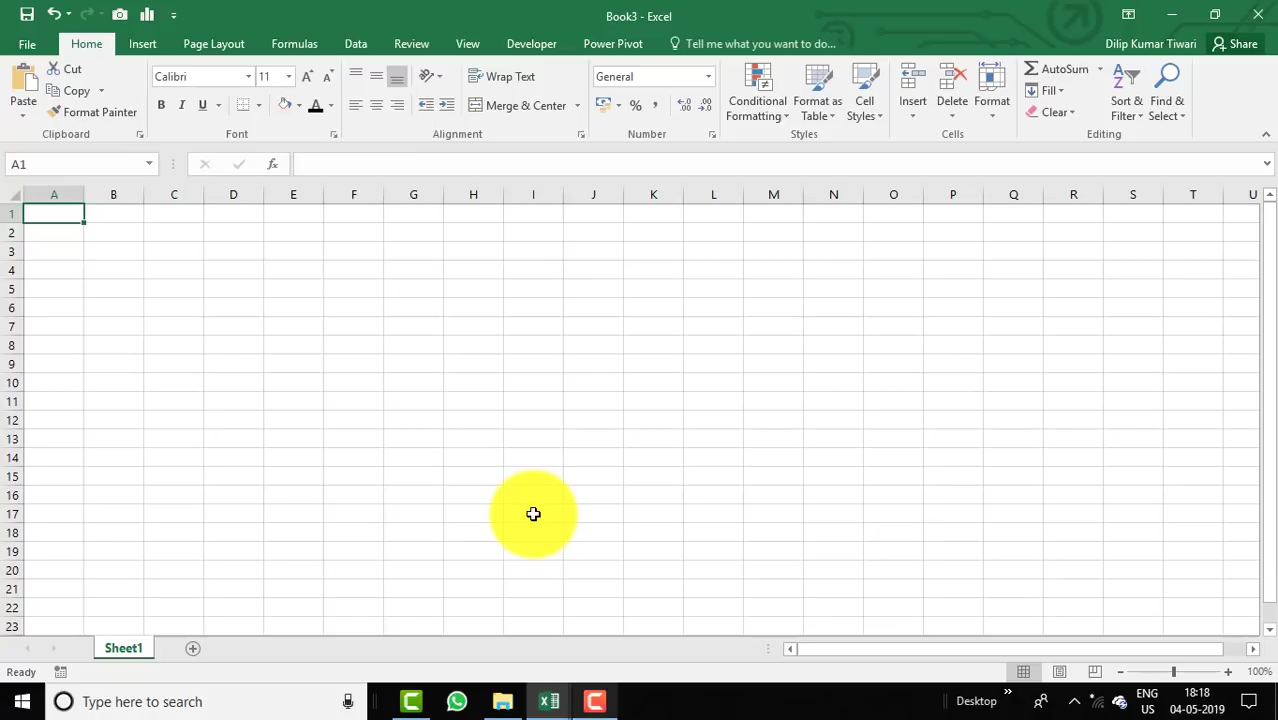 Book3 - Excel
File Home Insert Page Layout Formulas Data Review View Developer Power Pivot Tell me what you want to do... Dilip Kumar Tiwari Share
Paste Cut Copy Format Painter
Clipboard
Calibri 11
B I U A
Font
Wrap Text
Merge & Center
Alignment
General
% ,
Number
Conditional Formatting
Format as Table
Cell Styles
Styles
Insert Delete Format
Cells
AutoSum
Fill
Clear
Sort & Filter
Find & Select
Editing
A1 fx
A B C D E F G H I J K L M N O P Q R S T U
1
2
3
4
5
6
7
8
9
10
11
12
13
14
15
16
17
18
19
20
21
22
23
Sheet1
Ready 100%
Type here to search Desktop ENG US 18:18 04-05-2019